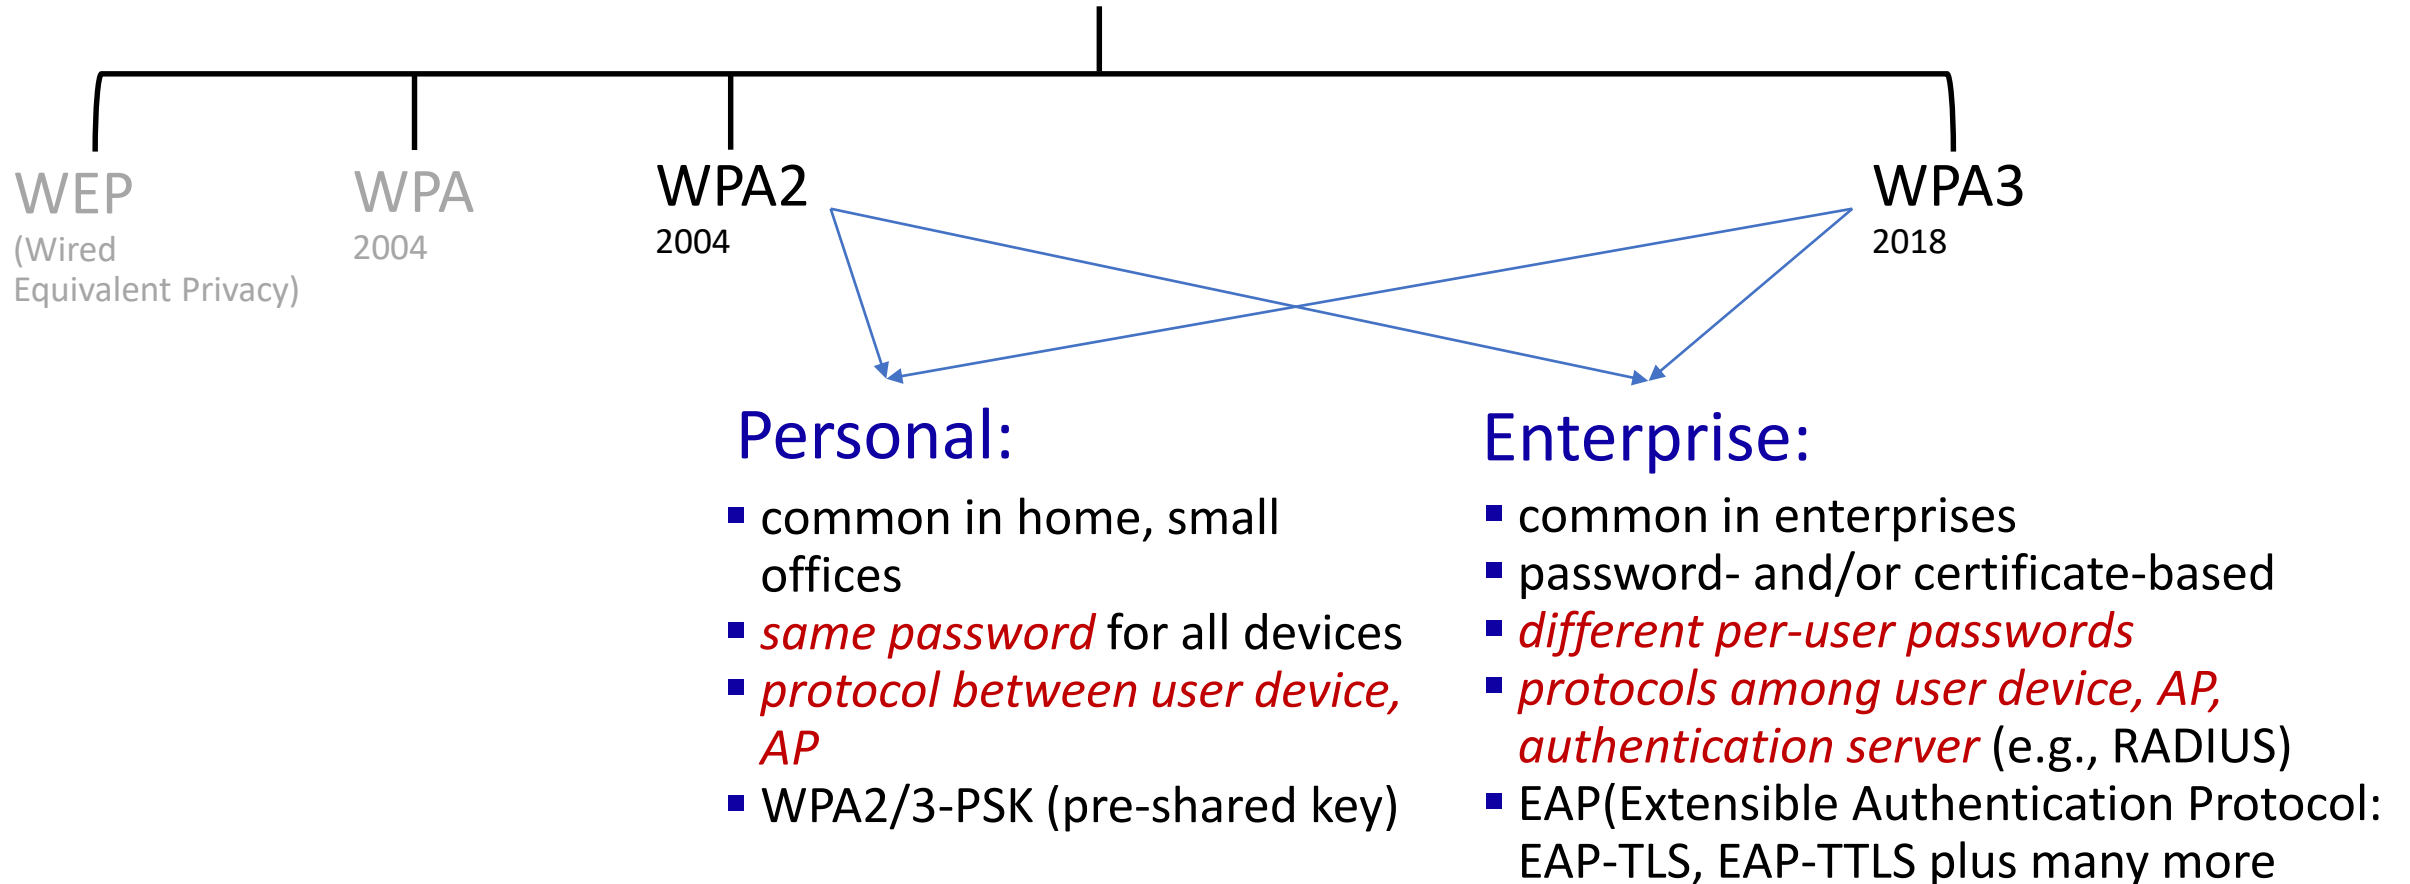 WEP
(Wired
Equivalent Privacy)
WPA
2004
WPA2
2004
WPA3
2018
Personal:
common in home, small
offices
same password for all devices
protocol between user device,
AP
WPA2/3-PSK (pre-shared key)
Enterprise:
common in enterprises
password- and/or certificate-based
different per-user passwords
protocols among user device, AP,
authentication server (e.g., RADIUS)
EAP(Extensible Authentication Protocol:
EAP-TLS, EAP-TTLS plus many more